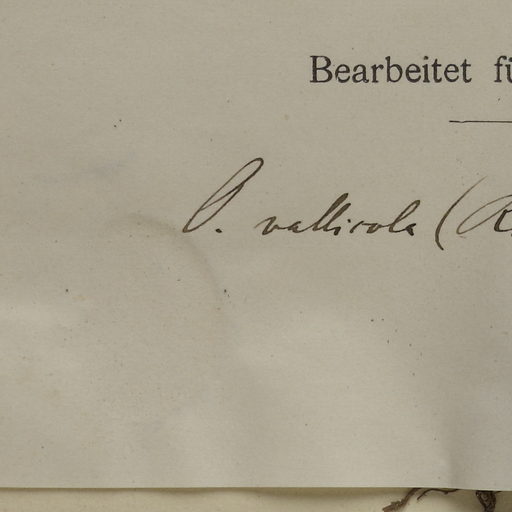 Bearbeitet fü
P. vallicola (R